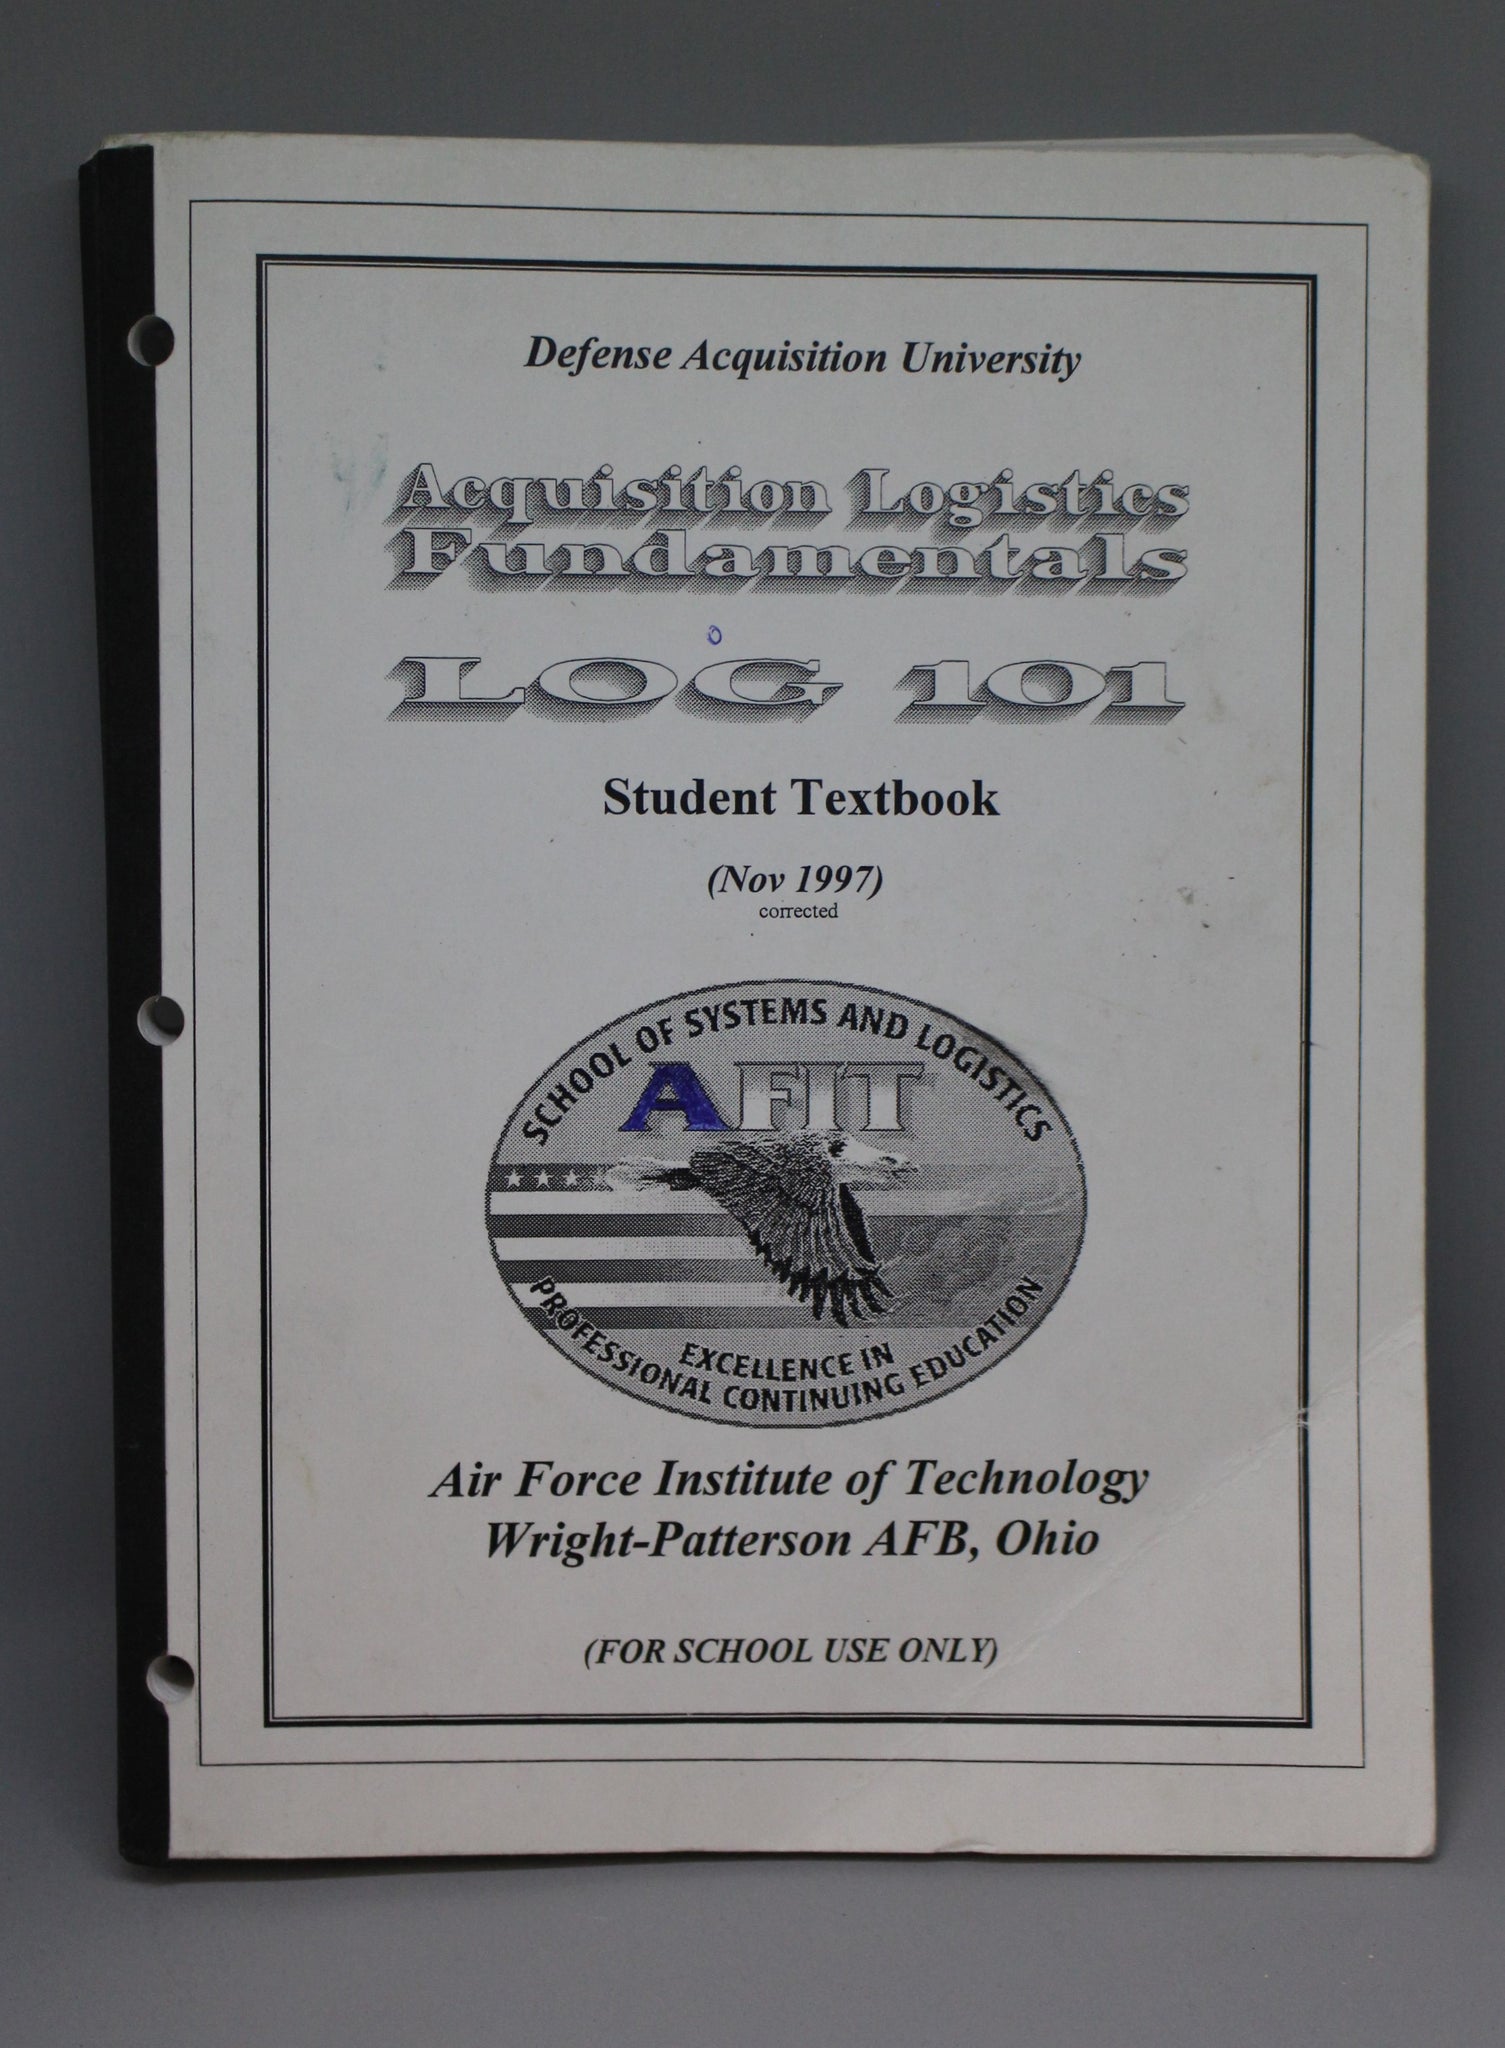 Defense Acquisition University
Acquisition Logistics
Fundamentals
LOG 101
Student Textbook
(Nov 1997)
corrected
SCHOOL OF SYSTEMS AND LOGISTICS
AFIT
EXCELLENCE IN
PROFESSIONAL CONTINUING EDUCATION
Air Force Institute of Technology
Wright-Patterson AFB, Ohio
(FOR SCHOOL USE ONLY)